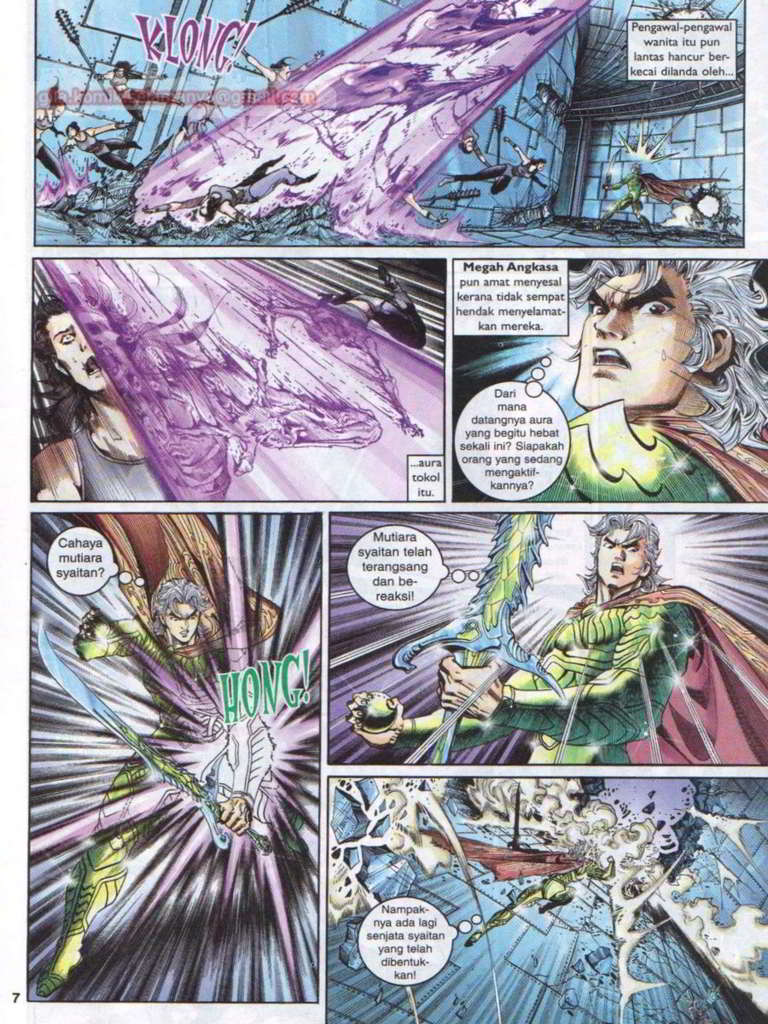 KLONG!
Pengawal-pengawal
wanita itu pun
lantas hancur ber-
kecai dilanda oleh...
...aura
tokol
itu.
Megah Angkasa
pun amat menyesal
kerana tidak sempat
hendak menyelamat-
kan mereka.
Dari
mana
datangnya aura
yang begitu hebat
sekali ini? Siapakah
orang yang sedang
mengaktif-
kannya?
Cahaya
mutiara
syaitan?
HONG!
Mutiara
syaitan telah
terangsang
dan be-
reaksi!
Nampak-
nya ada lagi
senjata syaitan
yang telah
dibentuk-
kan!
7